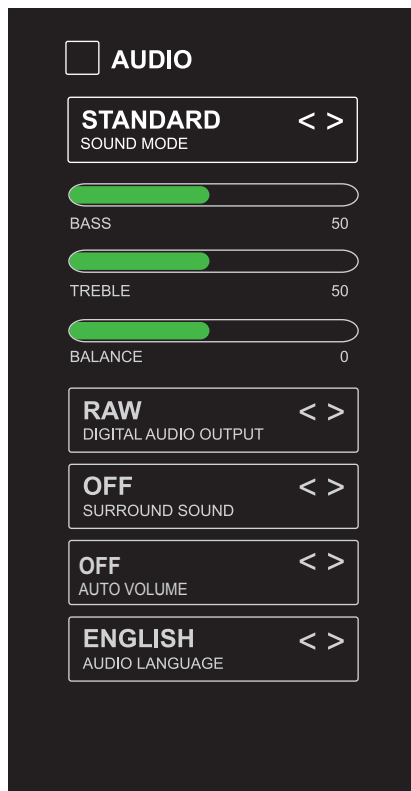 AUDIO
STANDARD < >
SOUND MODE
BASS 50
TREBLE 50
BALANCE 0
RAW < >
DIGITAL AUDIO OUTPUT
OFF < >
SURROUND SOUND
OFF < >
AUTO VOLUME
ENGLISH < >
AUDIO LANGUAGE